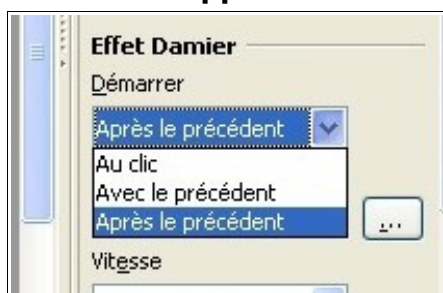 Effet Damier
Démarrer
Après le précédent
Au clic
Avec le précédent
Après le précédent
...
Vitesse